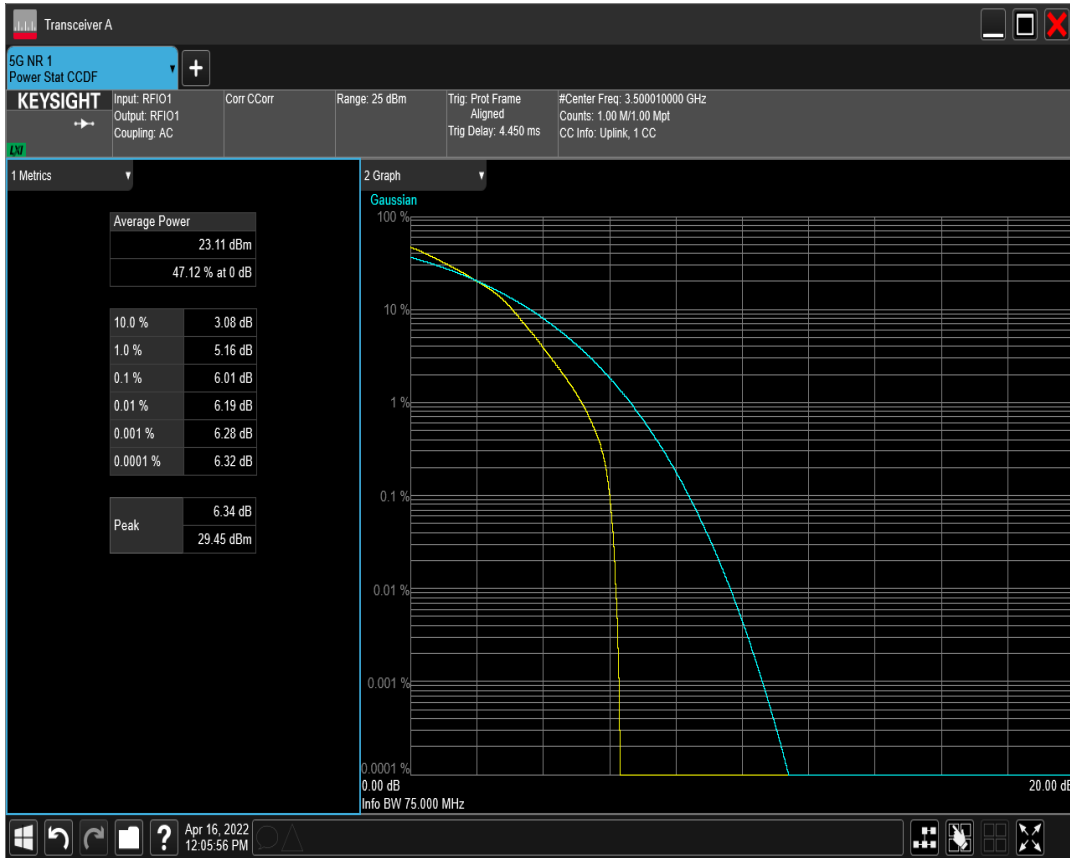 Transceiver A
5G NR 1
Power Stat CCDF
+
KEYSIGHT
LXI
Input: RFIO1
Output: RFIO1
Coupling: AC
Corr CCorr
Range: 25 dBm
Trig: Prot Frame
Aligned
Trig Delay: 4.450 ms
#Center Freq: 3.500010000 GHz
Counts: 1.00 M/1.00 Mpt
CC Info: Uplink, 1 CC
1 Metrics
Average Power
23.11 dBm
47.12 % at 0 dB
10.0 % 3.08 dB
1.0 % 5.16 dB
0.1 % 6.01 dB
0.01 % 6.19 dB
0.001 % 6.28 dB
0.0001 % 6.32 dB
Peak
6.34 dB
29.45 dBm
2 Graph
Gaussian
100 %
10 %
1 %
0.1 %
0.01 %
0.001 %
0.0001 %
0.00 dB 20.00 dB
Info BW 75.000 MHz
?
Apr 16, 2022
12:05:56 PM